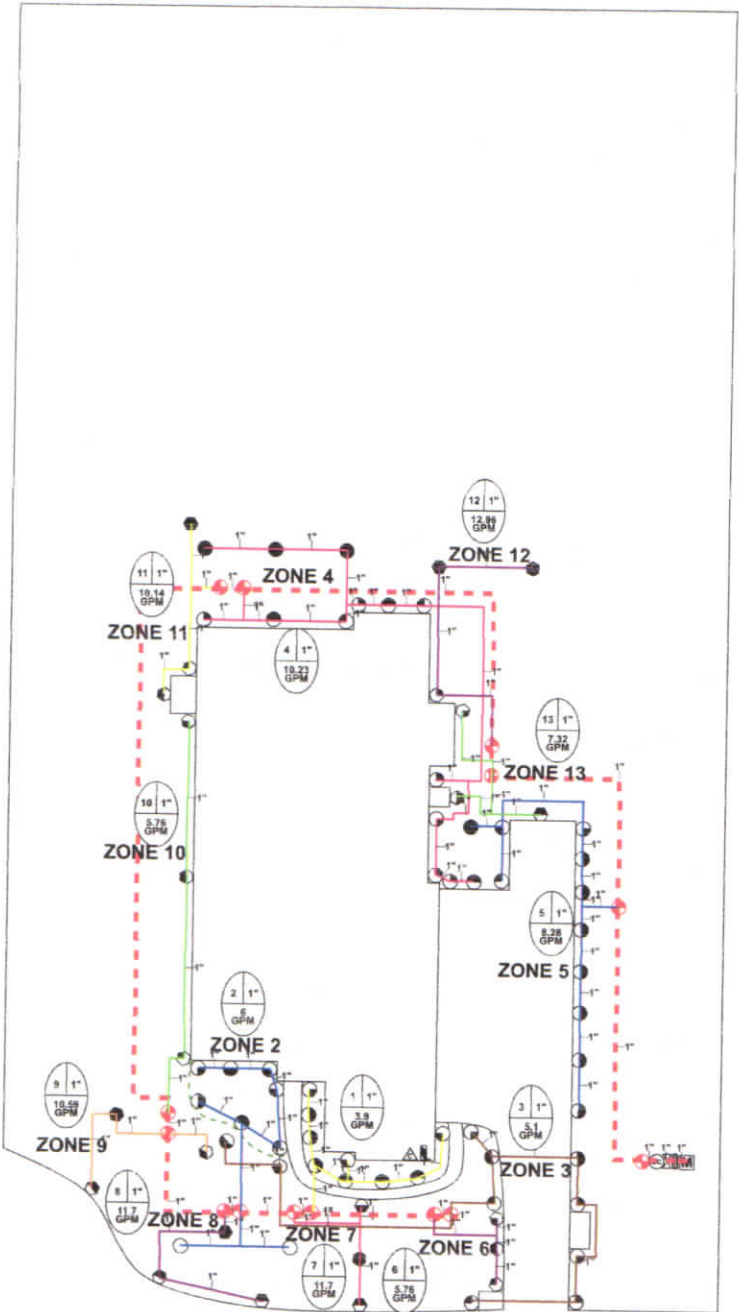 12 1"
12.96
GPM
ZONE 12
ZONE 4
11 1"
10.14
GPM
ZONE 11
4 1"
10.23
GPM
13 1"
7.32
GPM
ZONE 13
10 1"
5.76
GPM
ZONE 10
5 1"
8.28
GPM
ZONE 5
2 1"
6
GPM
ZONE 2
9 1"
10.59
GPM
ZONE 9
1 1"
3.9
GPM
3 1"
5.1
GPM
ZONE 3
8 1"
11.7
GPM
ZONE 8
ZONE 7
ZONE 6
7 1"
11.7
GPM
6 1"
5.76
GPM
1" 1" 1"
M